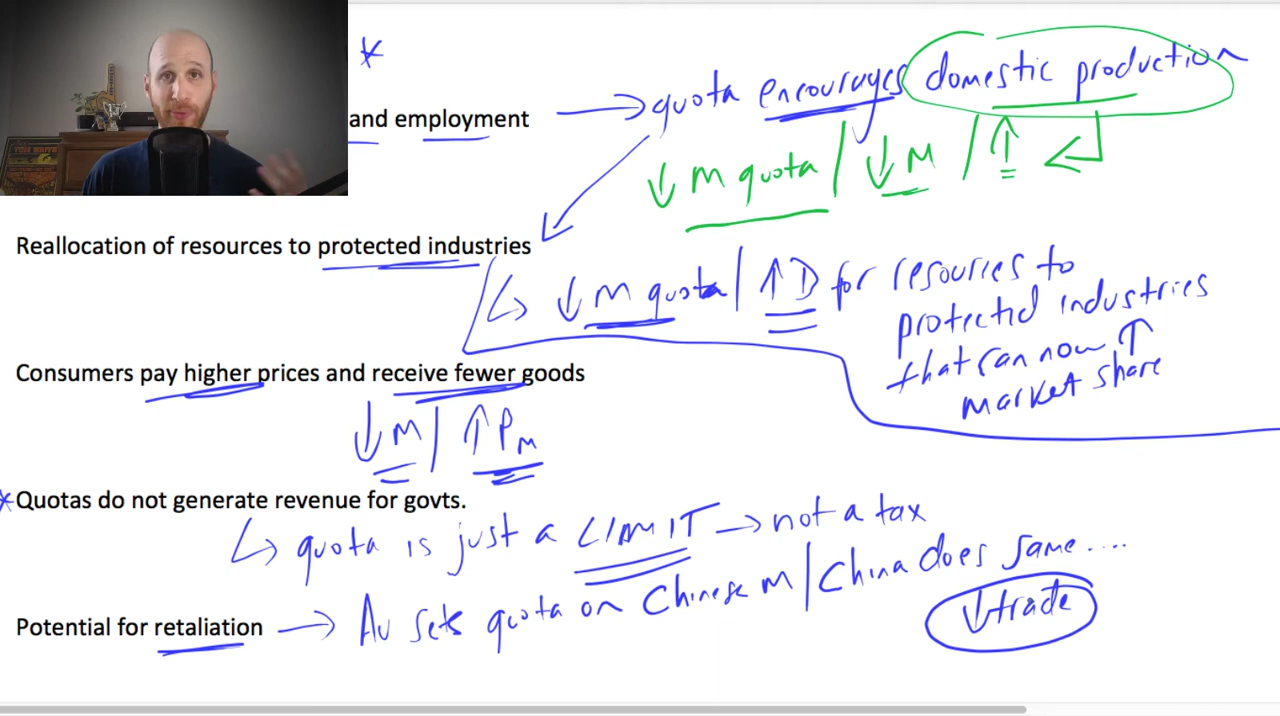 *
and employment → quota encourages domestic production
↓ M quota / ↓ M / ↑
Reallocation of resources to protected industries
↓ M quota / ↑ D for resources to
protected industries
that can now ↑
market share
Consumers pay higher prices and receive fewer goods
↓ M / ↑ PM
*Quotas do not generate revenue for govts.
quota is just a LIMIT → not a tax
Potential for retaliation → AU sets quota on Chinese M / China does same....
↓ trade